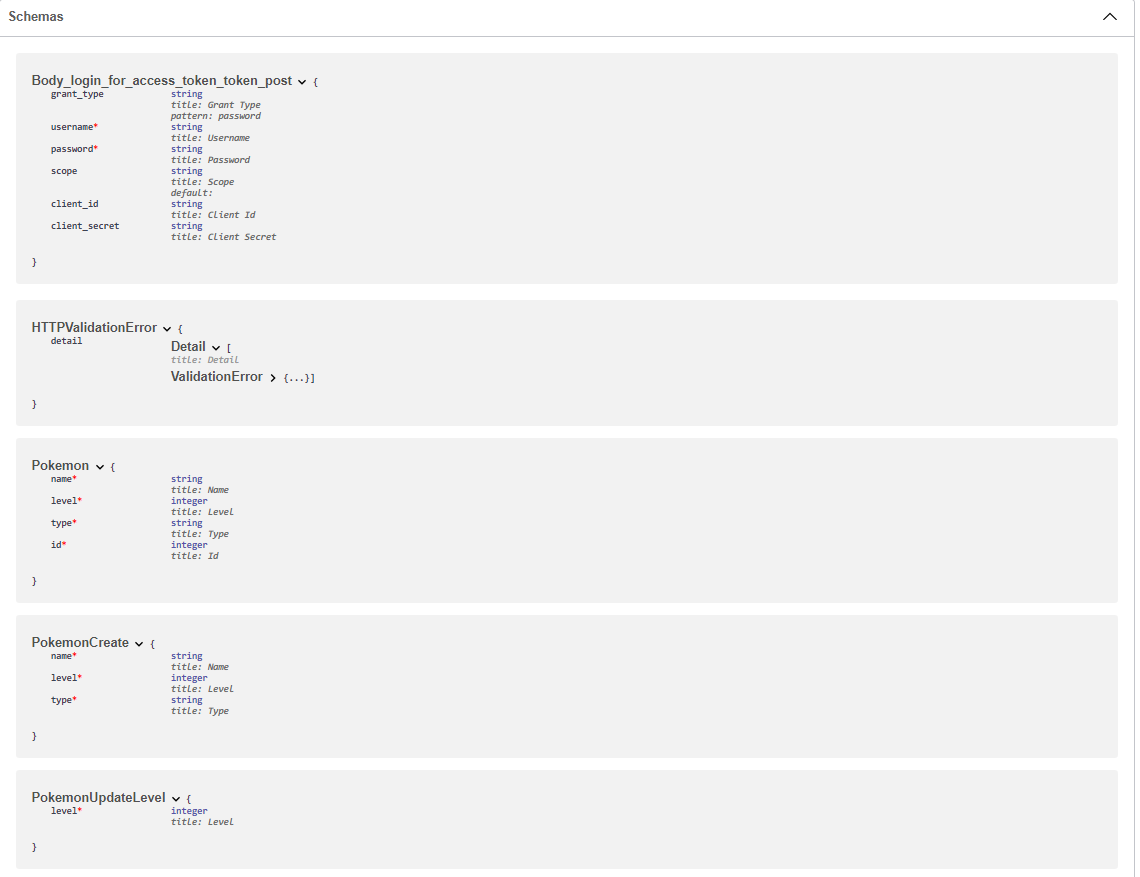 Schemas
Body_login_for_access_token_token_post {
grant_type string
title: Grant Type
pattern: password
username* string
title: Username
password* string
title: Password
scope string
title: Scope
default:
client_id string
title: Client Id
client_secret string
title: Client Secret
}
HTTPValidationError {
detail Detail [
title: Detail
ValidationError {...}]
}
Pokemon {
name* string
title: Name
level* integer
title: Level
type* string
title: Type
id* integer
title: Id
}
PokemonCreate {
name* string
title: Name
level* integer
title: Level
type* string
title: Type
}
PokemonUpdateLevel {
level* integer
title: Level
}